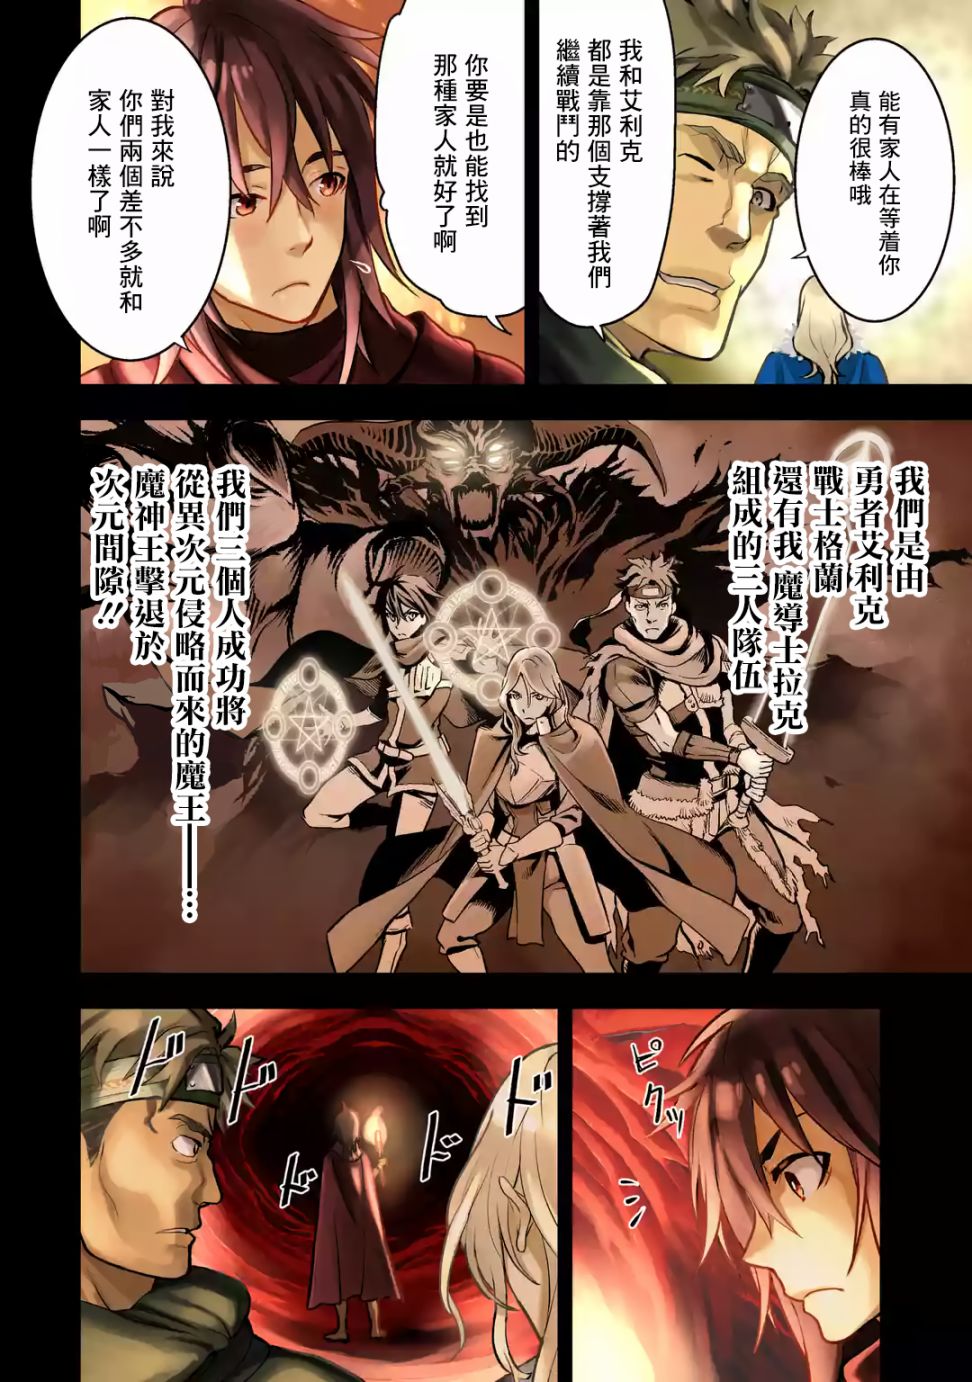 能有家人在等着你
真的很棒哦
我和艾利克
都是靠那個支撐著我們
繼續戰鬥的
你要是也能找到
那種家人就好了啊
對我來說
你們兩個差不多就和
家人一樣了啊
我們是由
勇者艾利克
戰士格蘭
還有我 魔導士拉克
組成的三人隊伍
我們三個人成功將
從異次元侵略而來的魔王——…
魔神王擊退於
次元間隙!!
ピクッ
ド
ド
ド
ド
ド